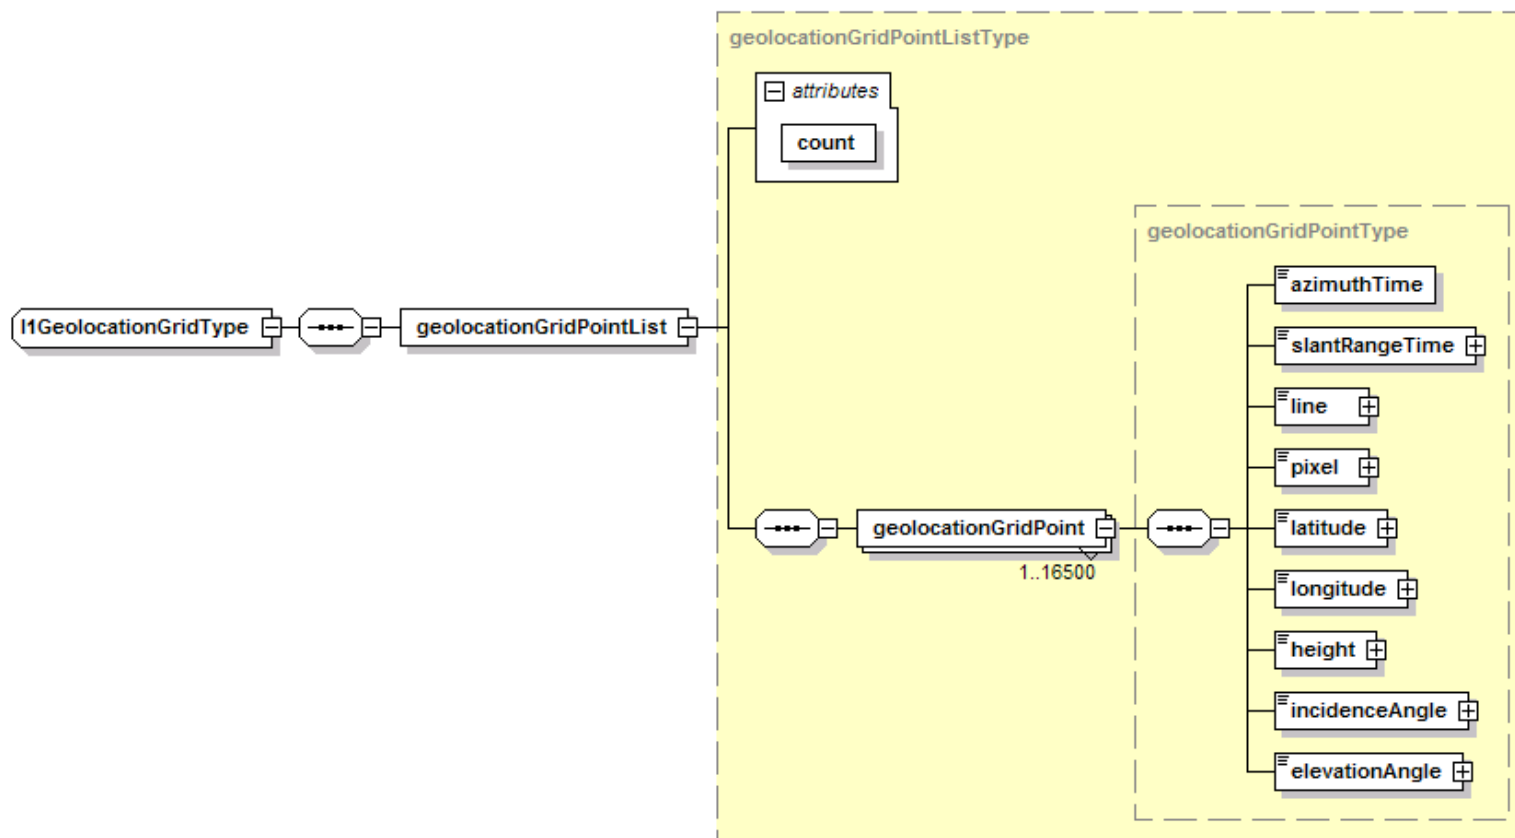 geolocationGridPointListType
attributes
count
geolocationGridPointType
azimuthTime
l1GeolocationGridType
geolocationGridPointList
slantRangeTime
line
pixel
geolocationGridPoint
1..16500
latitude
longitude
height
incidenceAngle
elevationAngle